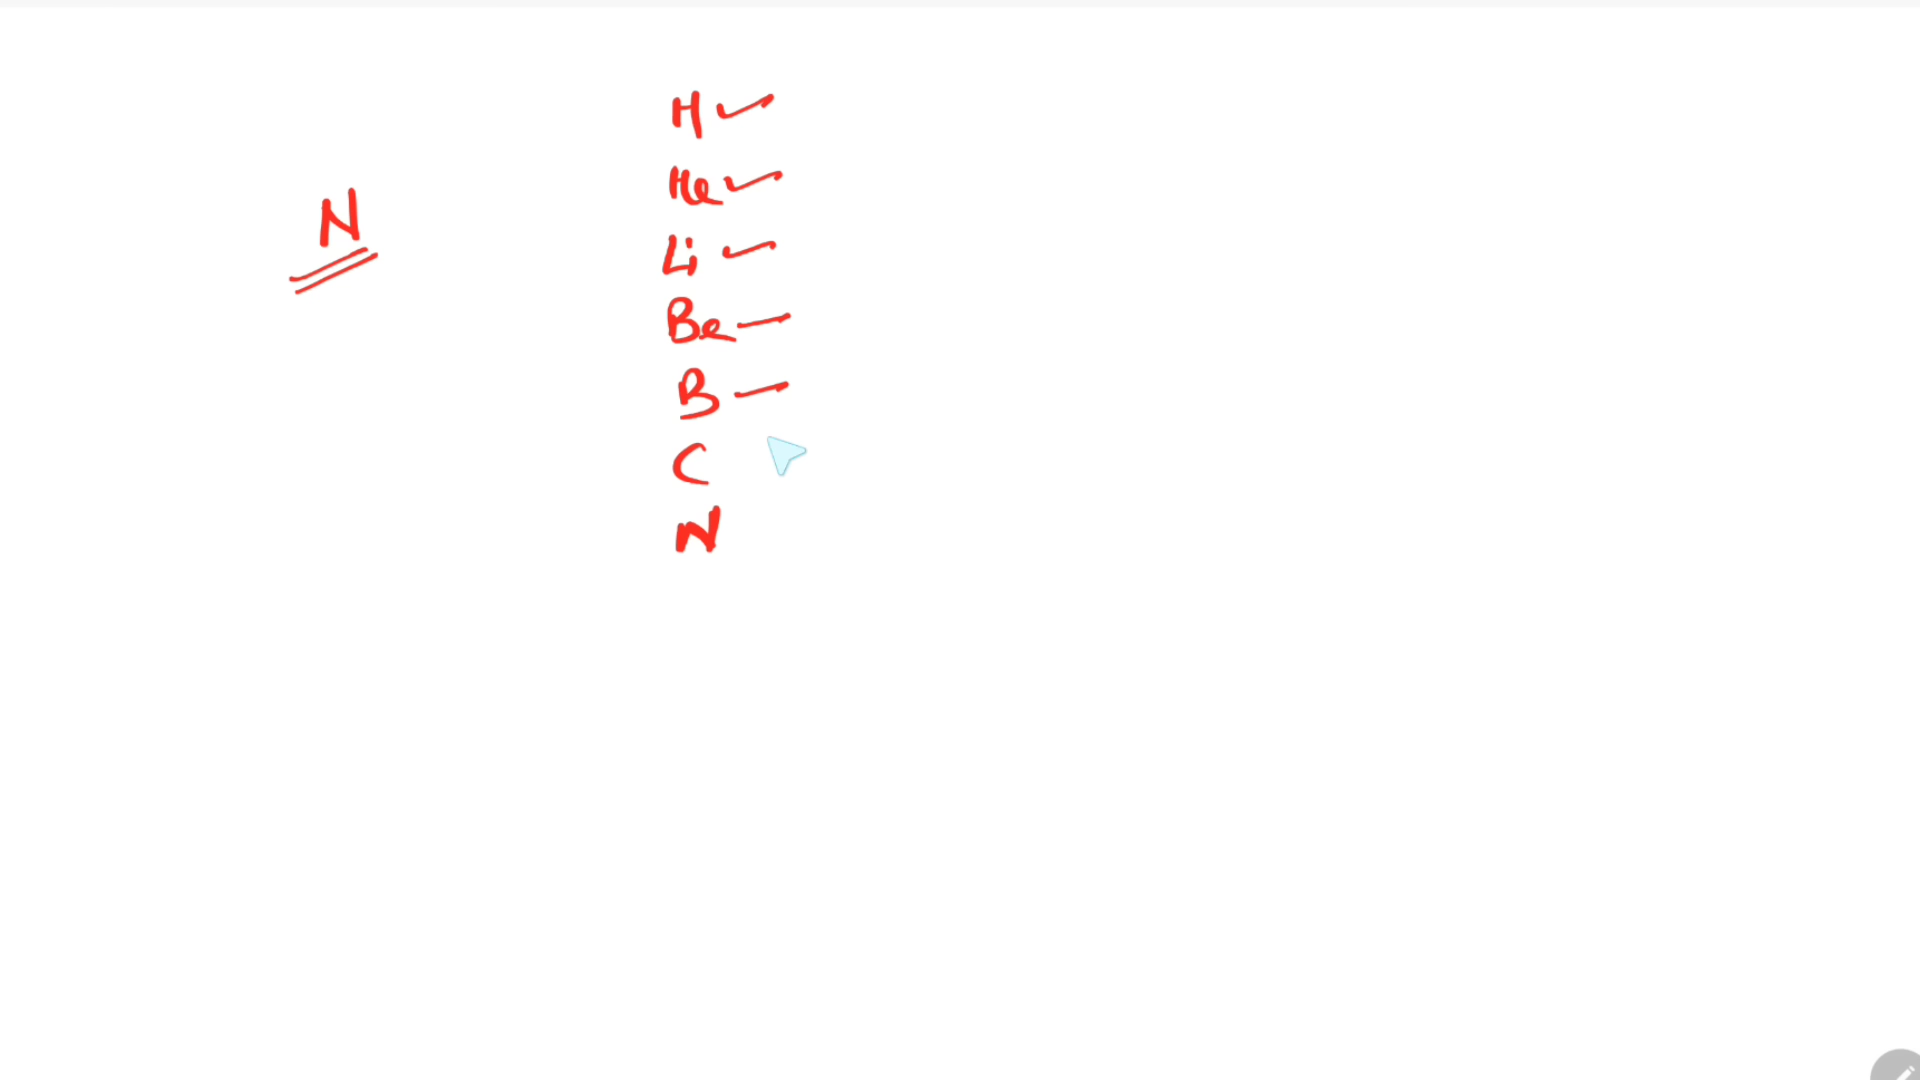 N
H ✓
He ✓
Li ✓
Be —
B —
C
N